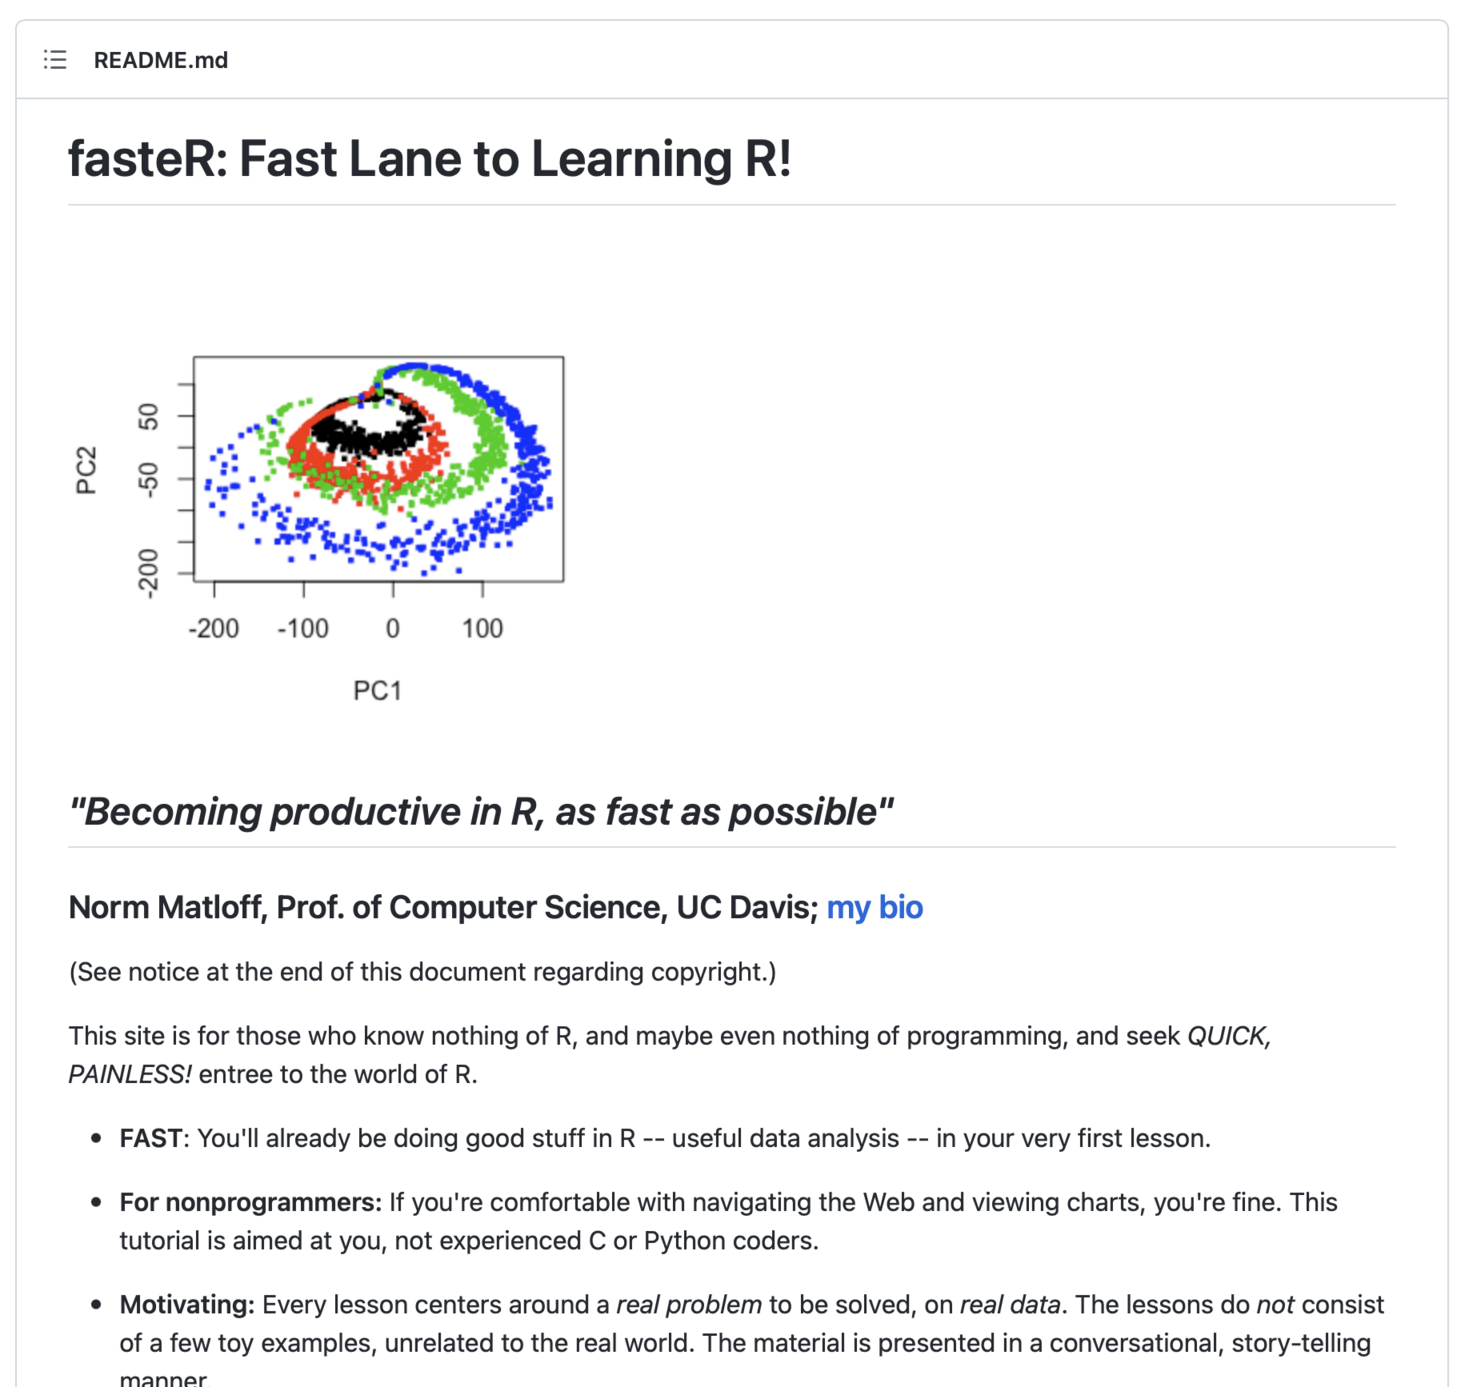 README.md
fasteR: Fast Lane to Learning R!
PC2
50
-50
-200
-200 -100 0 100
PC1
"Becoming productive in R, as fast as possible"
Norm Matloff, Prof. of Computer Science, UC Davis; my bio
(See notice at the end of this document regarding copyright.)
This site is for those who know nothing of R, and maybe even nothing of programming, and seek QUICK,
PAINLESS! entree to the world of R.
• FAST: You'll already be doing good stuff in R -- useful data analysis -- in your very first lesson.
• For nonprogrammers: If you're comfortable with navigating the Web and viewing charts, you're fine. This
tutorial is aimed at you, not experienced C or Python coders.
• Motivating: Every lesson centers around a real problem to be solved, on real data. The lessons do not consist
of a few toy examples, unrelated to the real world. The material is presented in a conversational, story-telling
manner.